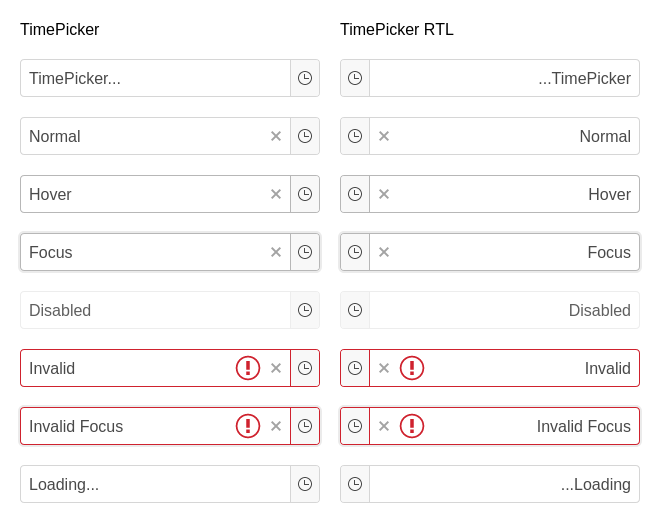 TimePicker
TimePicker RTL
TimePicker...
...TimePicker
Normal
Normal
Hover
Hover
Focus
Focus
Disabled
Disabled
Invalid
Invalid
Invalid Focus
Invalid Focus
Loading...
...Loading